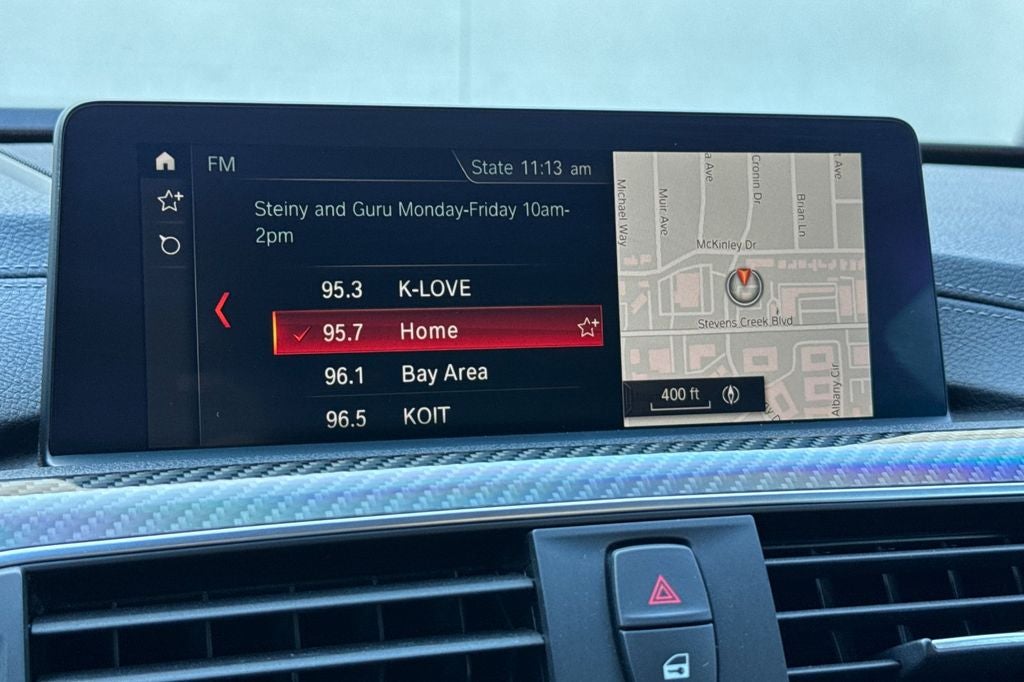 FM
State 11:13 am
Steiny and Guru Monday-Friday 10am-
2pm
95.3 K-LOVE
95.7 Home
96.1 Bay Area
96.5 KOIT
a Ave
Cronin Dr
t Ave
Michael Way
Muir Ave
Brian Ln
McKinley Dr
Stevens Creek Blvd
400 ft
Albany Cir